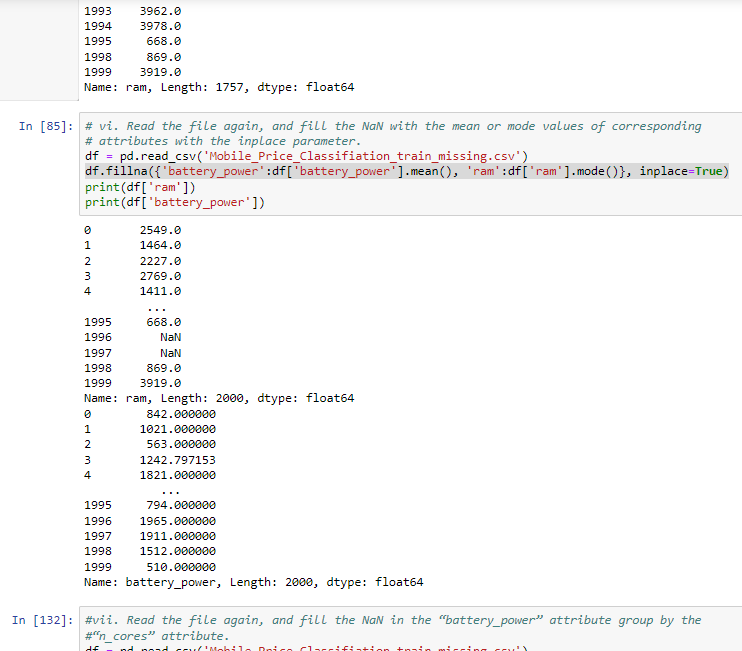 1993    3962.0
1994    3978.0
1995     668.0
1998     869.0
1999    3919.0
Name: ram, Length: 1757, dtype: float64
In [85]: # vi. Read the file again, and fill the NaN with the mean or mode values of corresponding
# attributes with the inplace parameter.
df = pd.read_csv('Mobile_Price_Classifiation_train_missing.csv')
df.fillna({'battery_power':df['battery_power'].mean(), 'ram':df['ram'].mode()}, inplace=True)
print(df['ram'])
print(df['battery_power'])
0       2549.0
1       1464.0
2       2227.0
3       2769.0
4       1411.0
         ...
1995     668.0
1996       NaN
1997       NaN
1998     869.0
1999    3919.0
Name: ram, Length: 2000, dtype: float64
0        842.000000
1       1021.000000
2        563.000000
3       1242.797153
4       1821.000000
           ...
1995     794.000000
1996    1965.000000
1997    1911.000000
1998    1512.000000
1999     510.000000
Name: battery_power, Length: 2000, dtype: float64
In [132]: #vii. Read the file again, and fill the NaN in the “battery_power” attribute group by the
#“n_cores” attribute.
df = pd.read_csv('Mobile_Price_Classifiation_train_missing.csv')